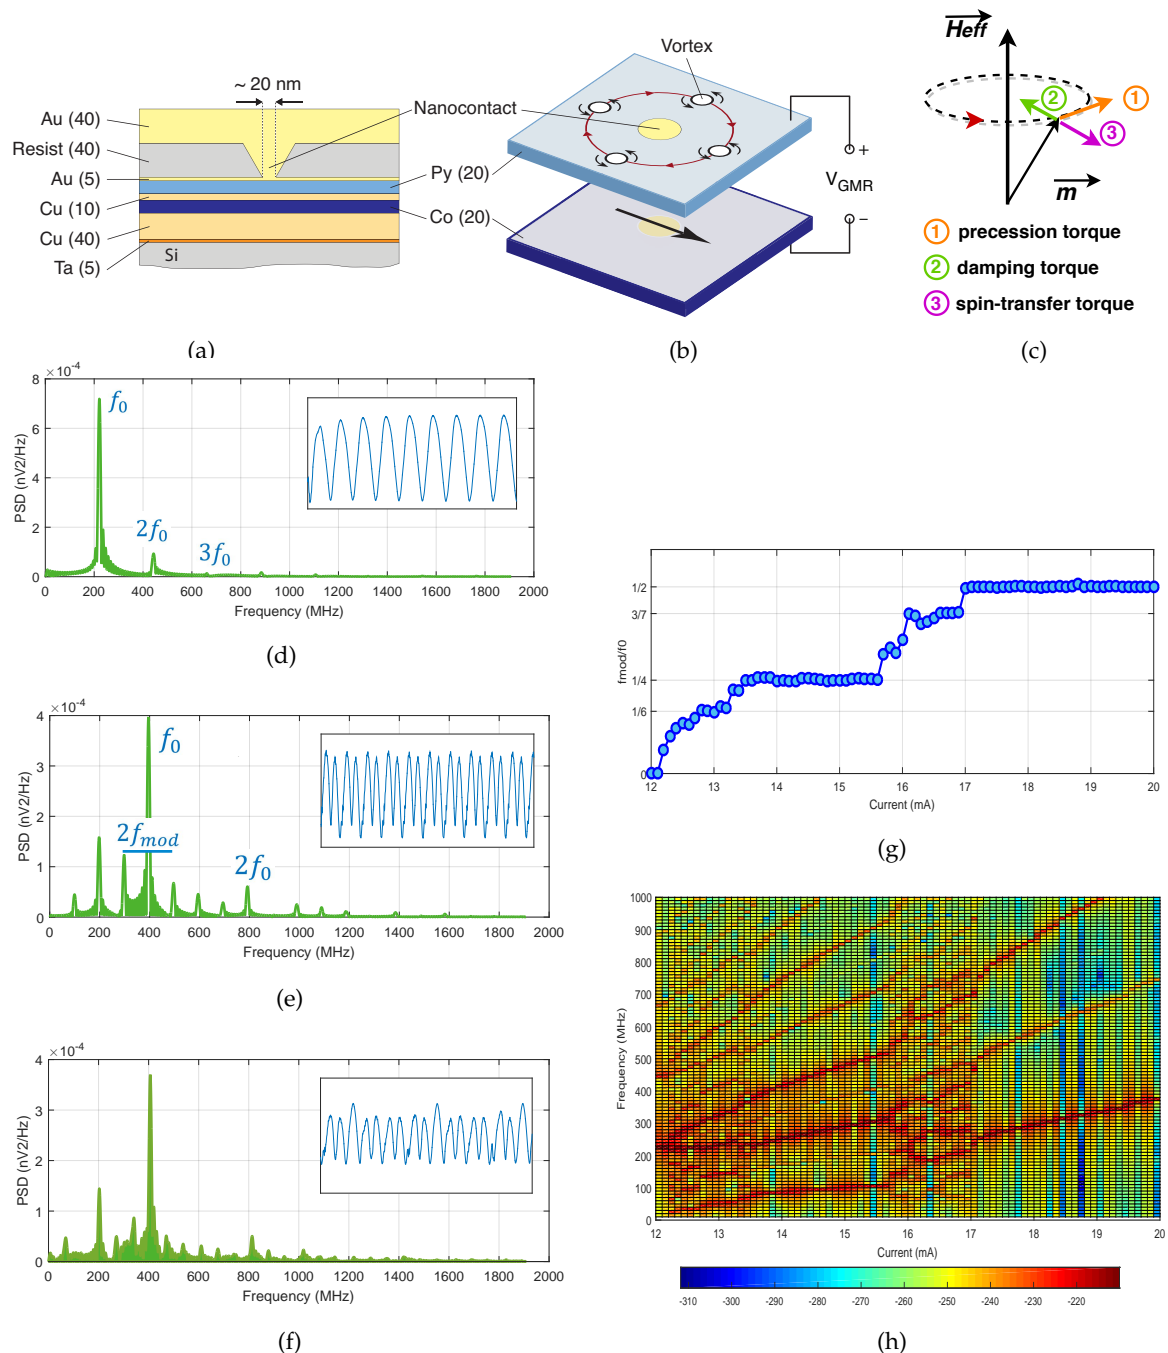 ~ 20 nm
Au (40)
Resist (40)
Au (5)
Cu (10)
Cu (40)
Ta (5)
Si
Nanocontact
Py (20)
Co (20)
(a)
Vortex
+
V_GMR
−
(b)
Heff
1
2
3
m
1 precession torque
2 damping torque
3 spin-transfer torque
(c)
×10⁻⁴
8
6
4
2
0
PSD (nV2/Hz)
f₀
2f₀
3f₀
0 200 400 600 800 1000 1200 1400 1600 1800 2000
Frequency (MHz)
(d)
×10⁻⁴
4
3
2
1
0
PSD (nV2/Hz)
f₀
2f_mod
2f₀
0 200 400 600 800 1000 1200 1400 1600 1800 2000
Frequency (MHz)
(e)
×10⁻⁴
4
3
2
1
0
PSD (nV2/Hz)
0 200 400 600 800 1000 1200 1400 1600 1800 2000
Frequency (MHz)
(f)
1/2
3/7
1/4
1/6
0
fmod/f0
12 13 14 15 16 17 18 19 20
Current (mA)
(g)
1000
900
800
700
600
500
400
300
200
100
0
Frequency (MHz)
12 13 14 15 16 17 18 19 20
Current (mA)
-310 -300 -290 -280 -270 -260 -250 -240 -230 -220
(h)